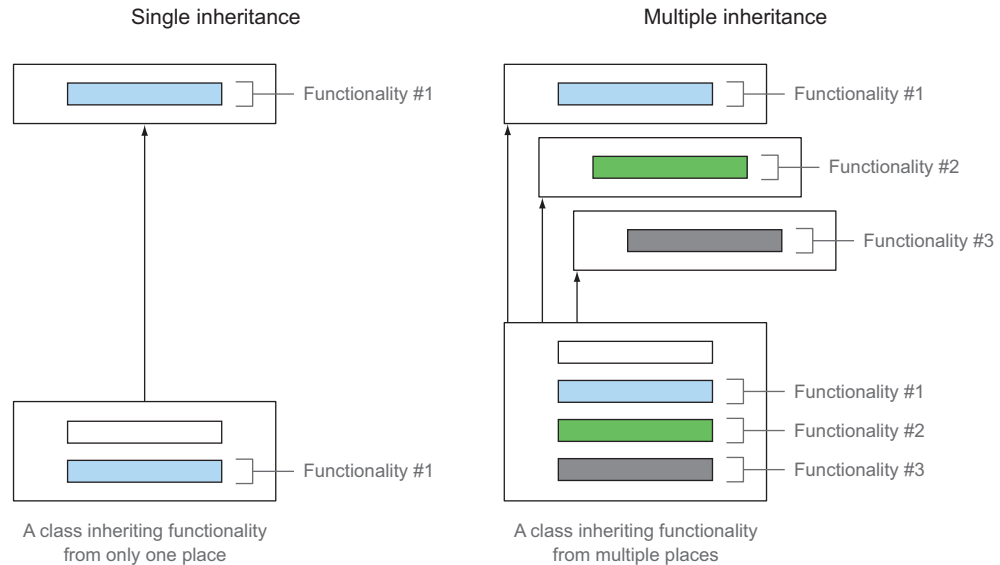 Single inheritance
Functionality #1
Functionality #1
A class inheriting functionality
from only one place
Multiple inheritance
Functionality #1
Functionality #2
Functionality #3
Functionality #1
Functionality #2
Functionality #3
A class inheriting functionality
from multiple places